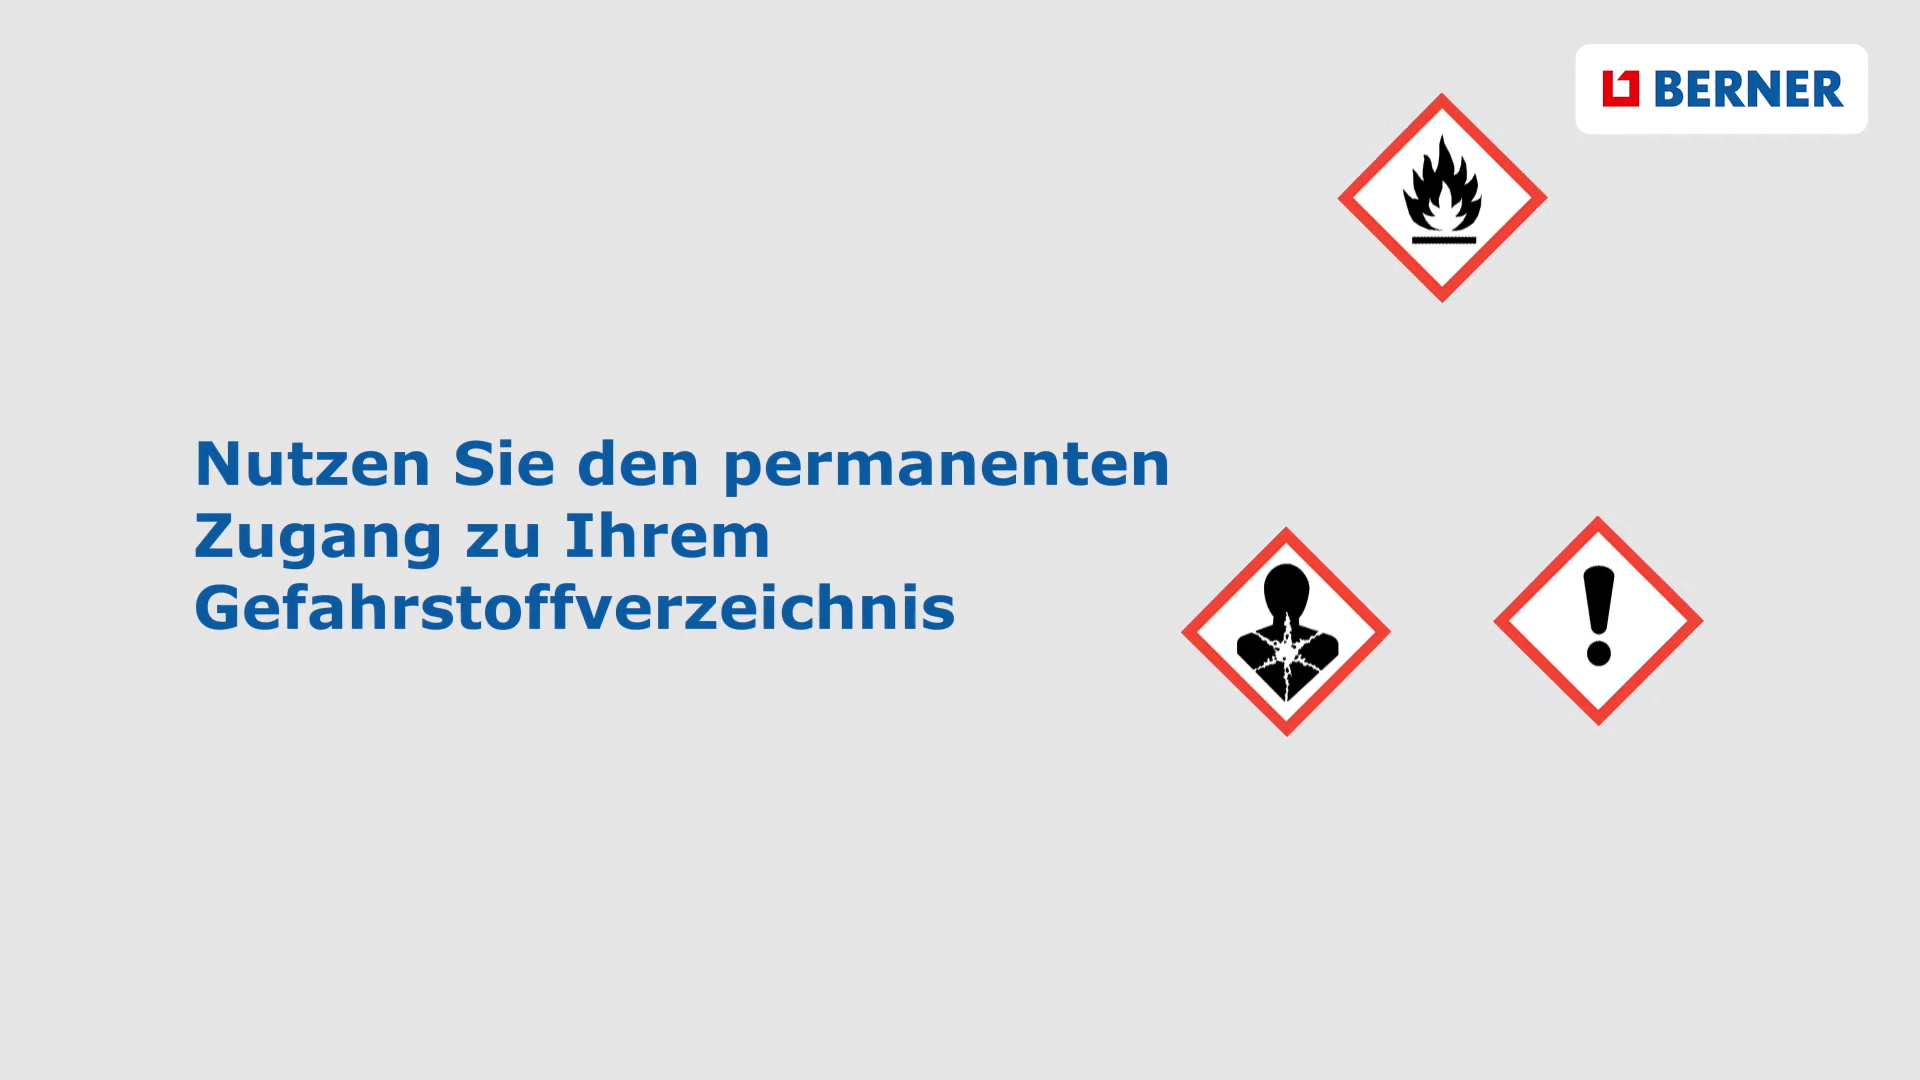 BERNER
Nutzen Sie den permanenten
Zugang zu Ihrem
Gefahrstoffverzeichnis